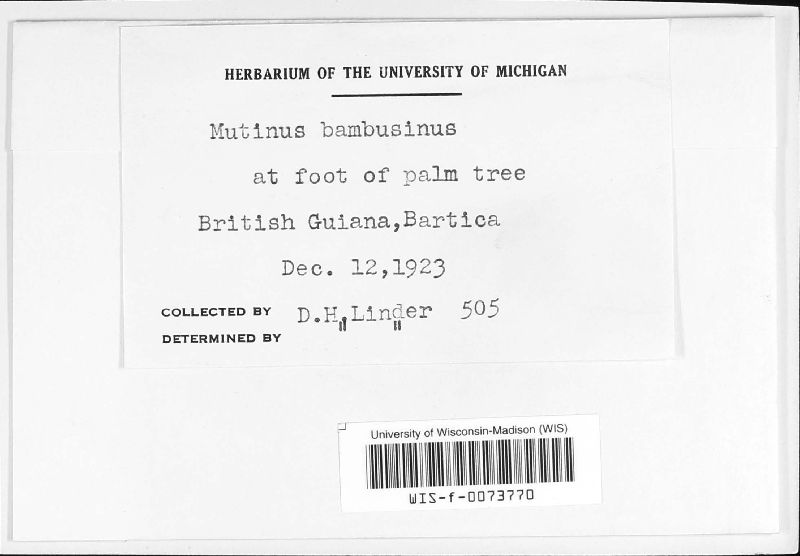 HERBARIUM OF THE UNIVERSITY OF MICHIGAN
Mutinus bambusinus
at foot of palm tree
British Guiana,Bartica
Dec. 12,1923
COLLECTED BY D.H.Linder 505
DETERMINED BY " "
University of Wisconsin-Madison (WIS)
WIS-f-0073770